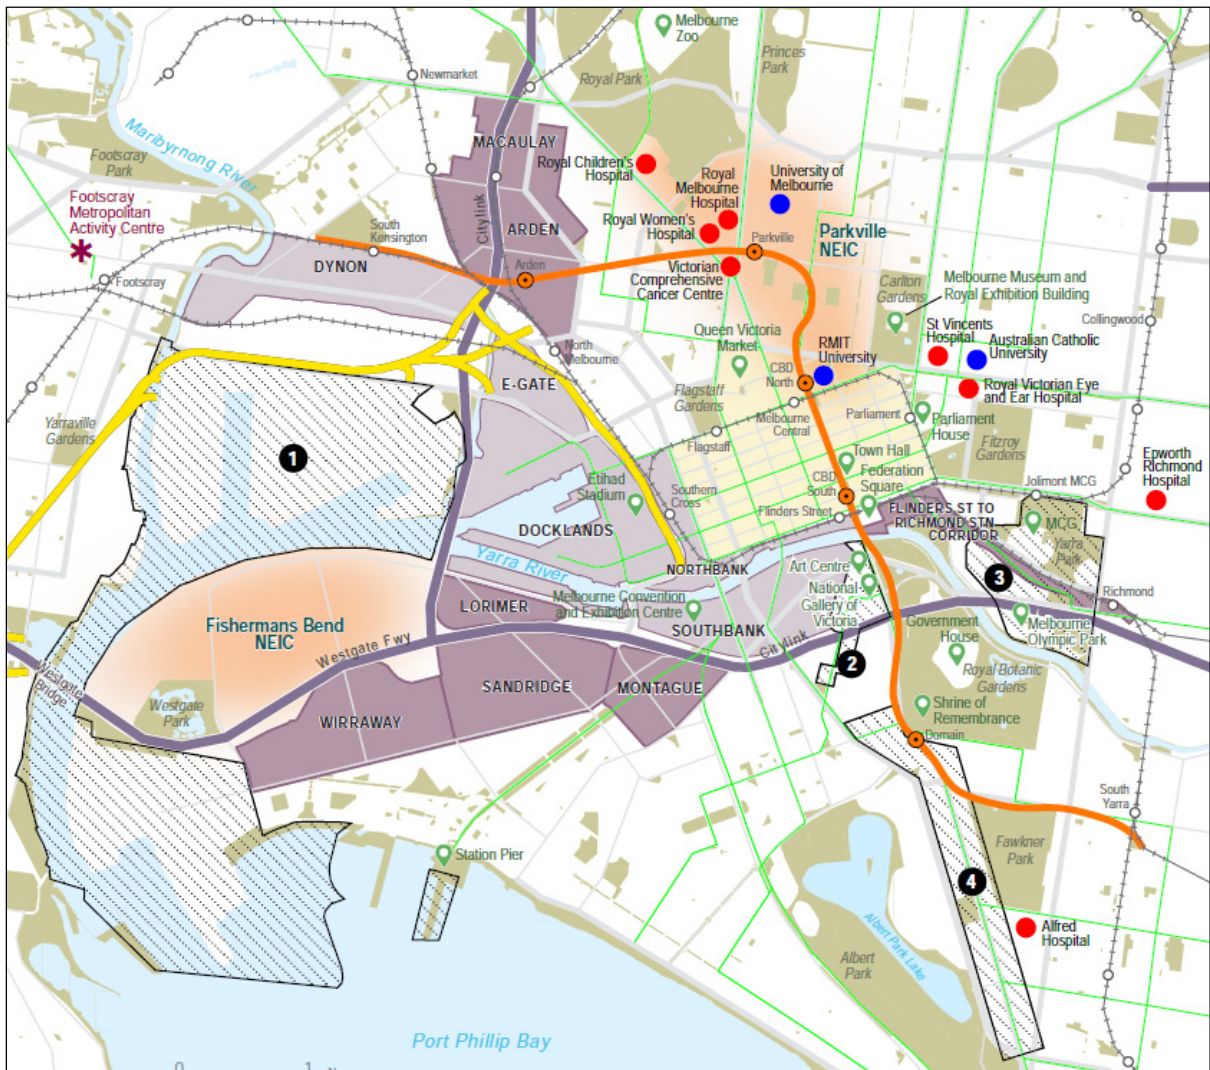 Melbourne
Zoo
Princes
Park
Royal Park
Newmarket
Maribyrnong River
Footscray
Park
MACAULAY
Royal Children's
Hospital
Royal
Melbourne
Hospital
University of
Melbourne
Footscray
Metropolitan
Activity Centre
South
Kensington
Citylink
ARDEN
Royal Women's
Hospital
Parkville
Parkville
NEIC
DYNON
Arden
Victorian
Comprehensive
Cancer Centre
Carlton
Gardens
Melbourne Museum and
Royal Exhibition Building
Footscray
Collingwood
North
Melbourne
Queen Victoria
Market
RMIT
University
St Vincents
Hospital
Australian Catholic
University
E-GATE
CBD
North
Flagstaff
Gardens
Royal Victorian Eye
and Ear Hospital
Yarraville
Gardens
Melbourne
Central
Parliament
Parliament
House
Fitzroy
Gardens
Flagstaff
1
Town Hall
Epworth
Richmond
Hospital
Etihad
Stadium
Southern
Cross
CBD
South
Federation
Square
Jolimont MCG
DOCKLANDS
Flinders Street
FLINDERS ST TO
RICHMOND STN
CORRIDOR
MCG
Yarra
Park
Yarra River
NORTHBANK
Art Centre
3
Melbourne Convention
and Exhibition Centre
National
Gallery of
Victoria
Richmond
LORIMER
Fishermans Bend
NEIC
SOUTHBANK
Government
House
Melbourne
Olympic Park
Westgate Fwy
Citylink
2
Westgate
Bridge
Royal Botanic
Gardens
SANDRIDGE
MONTAGUE
Westgate
Park
WIRRAWAY
Shrine of
Remembrance
Domain
South
Yarra
Station Pier
Fawkner
Park
4
Albert Park Lake
Alfred
Hospital
Albert
Park
Port Phillip Bay
0 1